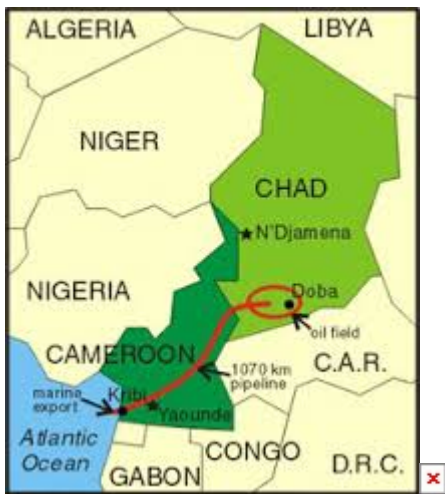 ALGERIA
LIBYA
NIGER
CHAD
N'Djamena
NIGERIA
Doba
oil field
CAMEROON
1070 km
pipeline
C.A.R.
marine
export
Kribi
Yaounde
Atlantic
Ocean
CONGO
GABON
D.R.C.